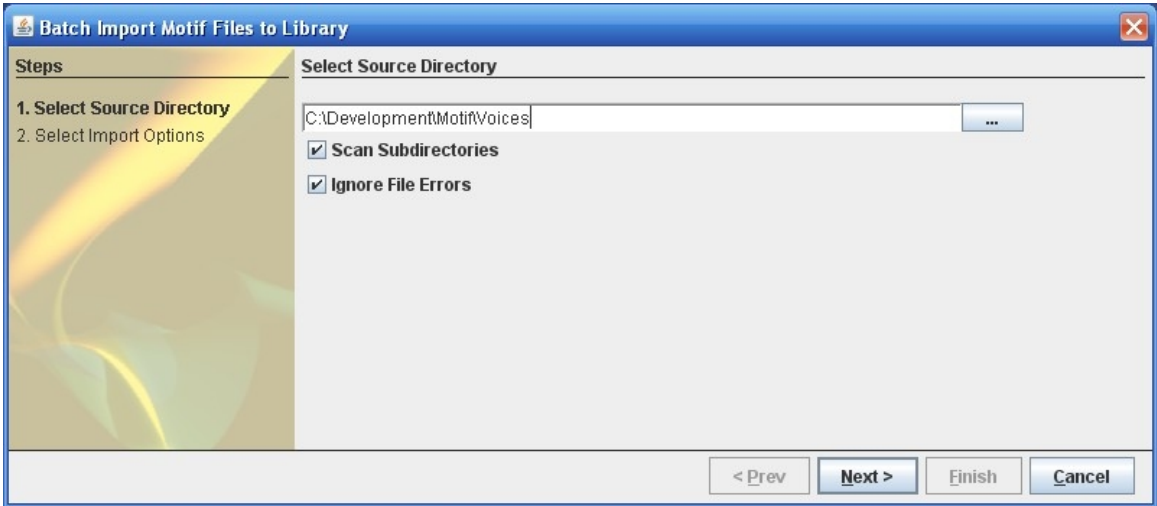 Batch Import Motif Files to Library
Steps
1. Select Source Directory
2. Select Import Options
Select Source Directory
C:\Development\Motif\Voices
...
Scan Subdirectories
Ignore File Errors
< Prev
Next >
Finish
Cancel